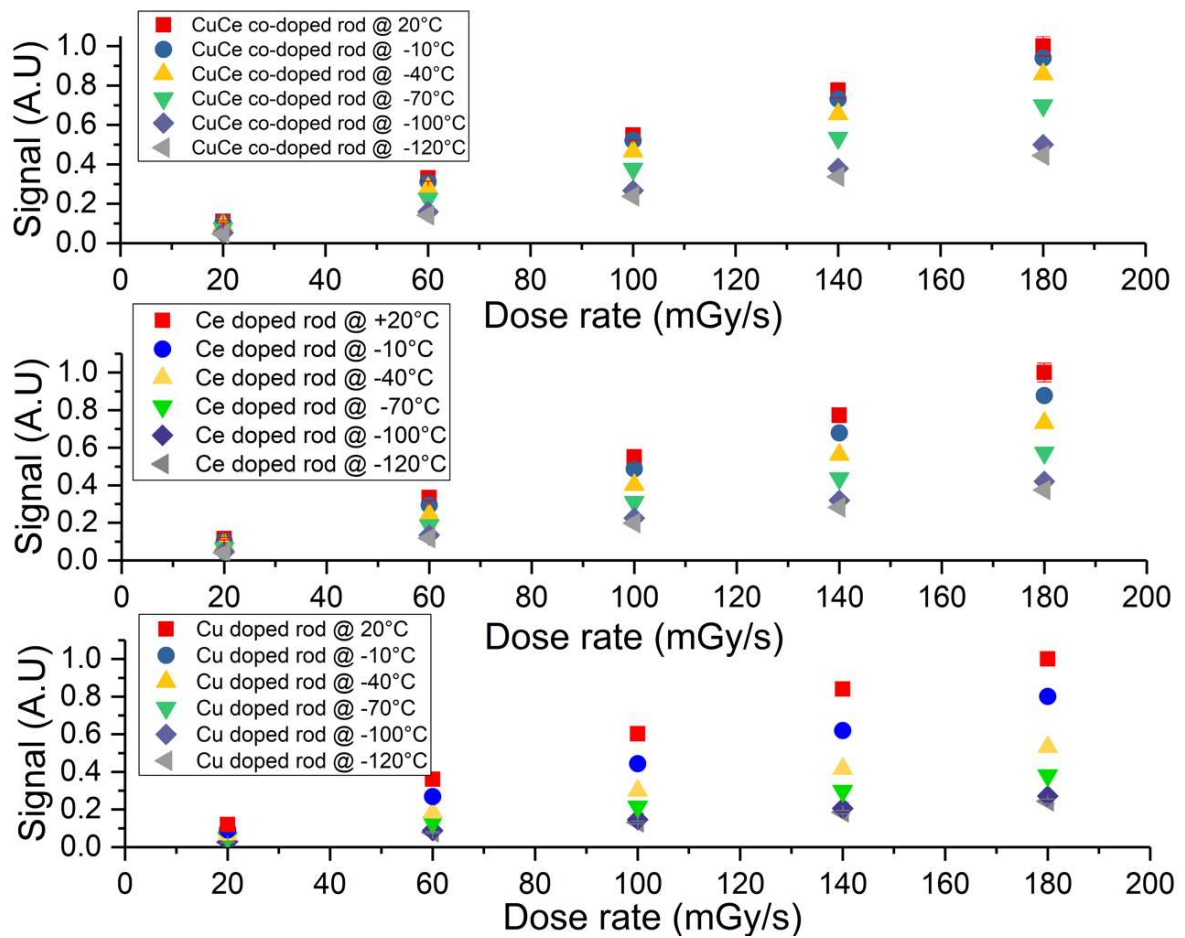 CuCe co-doped rod @ 20°C
CuCe co-doped rod @ -10°C
CuCe co-doped rod @ -40°C
CuCe co-doped rod @ -70°C
CuCe co-doped rod @ -100°C
CuCe co-doped rod @ -120°C
Signal (A.U)
1.0
0.8
0.6
0.4
0.2
0.0
0 20 40 60 80 100 120 140 160 180 200
Dose rate (mGy/s)
Ce doped rod @ +20°C
Ce doped rod @ -10°C
Ce doped rod @ -40°C
Ce doped rod @ -70°C
Ce doped rod @ -100°C
Ce doped rod @ -120°C
Signal (A.U)
1.0
0.8
0.6
0.4
0.2
0.0
0 20 40 60 80 100 120 140 160 180 200
Dose rate (mGy/s)
Cu doped rod @ 20°C
Cu doped rod @ -10°C
Cu doped rod @ -40°C
Cu doped rod @ -70°C
Cu doped rod @ -100°C
Cu doped rod @ -120°C
Signal (A.U)
1.0
0.8
0.6
0.4
0.2
0.0
0 20 40 60 80 100 120 140 160 180 200
Dose rate (mGy/s)